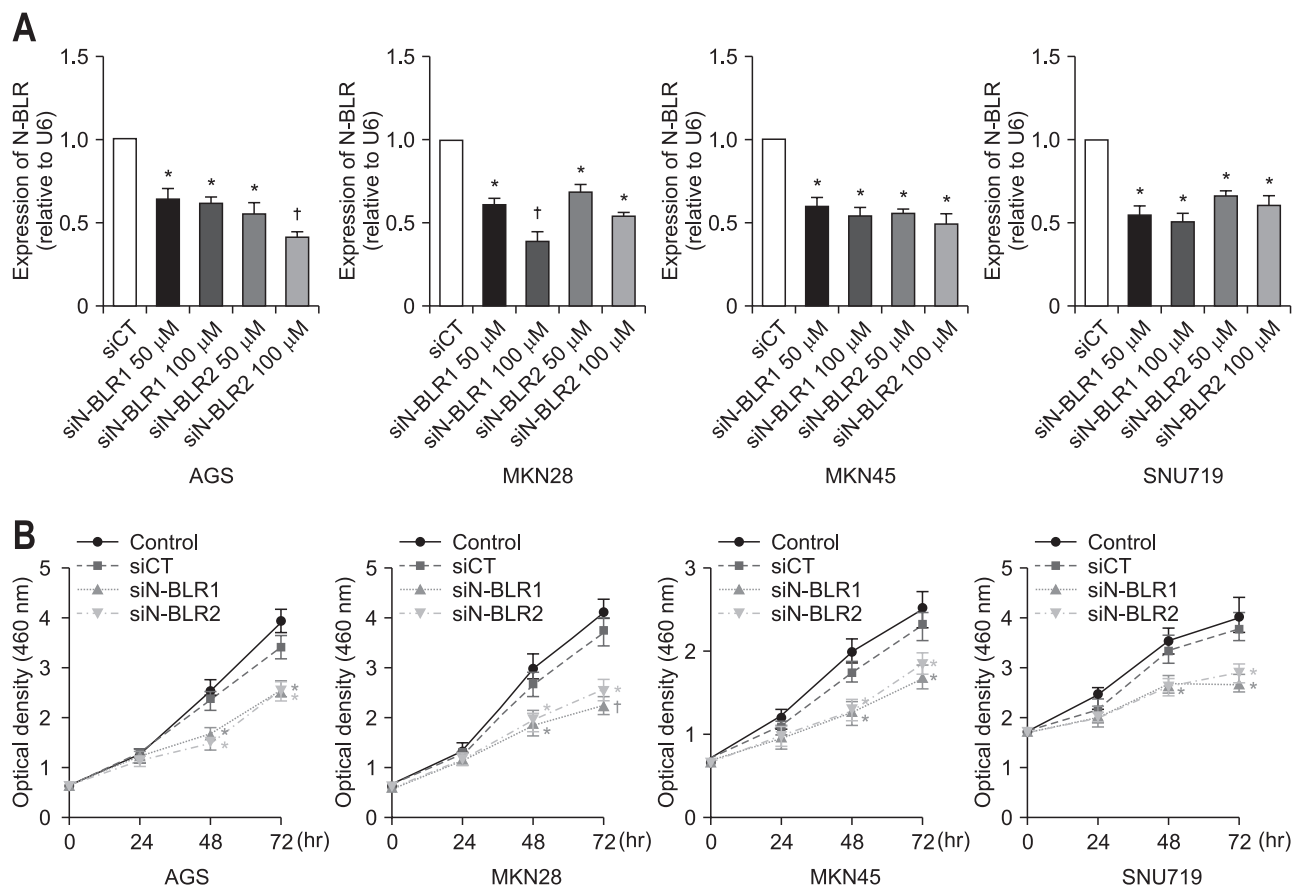 A
Expression of N-BLR
(relative to U6)
1.5
1.0
0.5
0
*
*
*
†
siCT
siN-BLR1 50 μM
siN-BLR1 100 μM
siN-BLR2 50 μM
siN-BLR2 100 μM
AGS
Expression of N-BLR
(relative to U6)
1.5
1.0
0.5
0
*
†
*
*
siCT
siN-BLR1 50 μM
siN-BLR1 100 μM
siN-BLR2 50 μM
siN-BLR2 100 μM
MKN28
Expression of N-BLR
(relative to U6)
1.5
1.0
0.5
0
*
*
*
*
siCT
siN-BLR1 50 μM
siN-BLR1 100 μM
siN-BLR2 50 μM
siN-BLR2 100 μM
MKN45
Expression of N-BLR
(relative to U6)
1.5
1.0
0.5
0
*
*
*
*
siCT
siN-BLR1 50 μM
siN-BLR1 100 μM
siN-BLR2 50 μM
siN-BLR2 100 μM
SNU719
B
Control
siCT
siN-BLR1
siN-BLR2
Optical density (460 nm)
5
4
3
2
1
0
*
*
*
*
0 24 48 72 (hr)
AGS
Control
siCT
siN-BLR1
siN-BLR2
Optical density (460 nm)
5
4
3
2
1
0
*
*
*
†
0 24 48 72 (hr)
MKN28
Control
siCT
siN-BLR1
siN-BLR2
Optical density (460 nm)
3
2
1
0
*
*
*
*
0 24 48 72 (hr)
MKN45
Control
siCT
siN-BLR1
siN-BLR2
Optical density (460 nm)
5
4
3
2
1
0
*
*
*
0 24 48 72 (hr)
SNU719